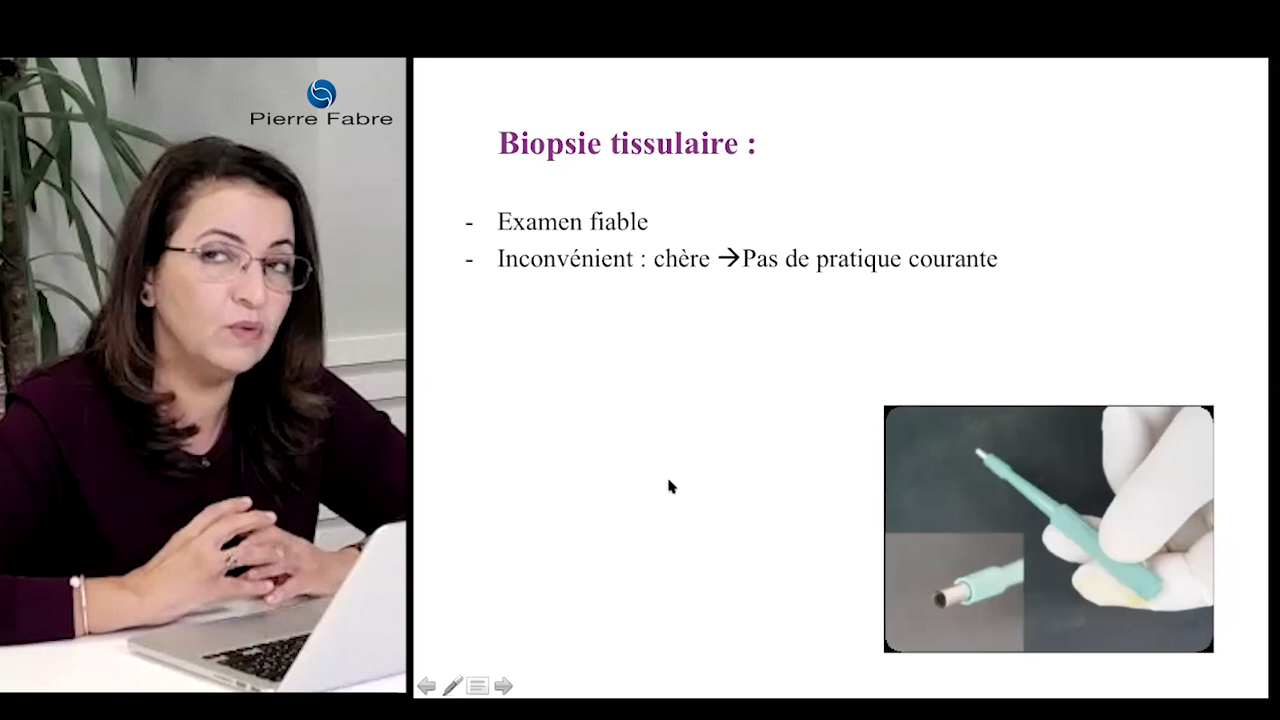 Pierre Fabre
Biopsie tissulaire :
- Examen fiable
- Inconvénient : chère →Pas de pratique courante